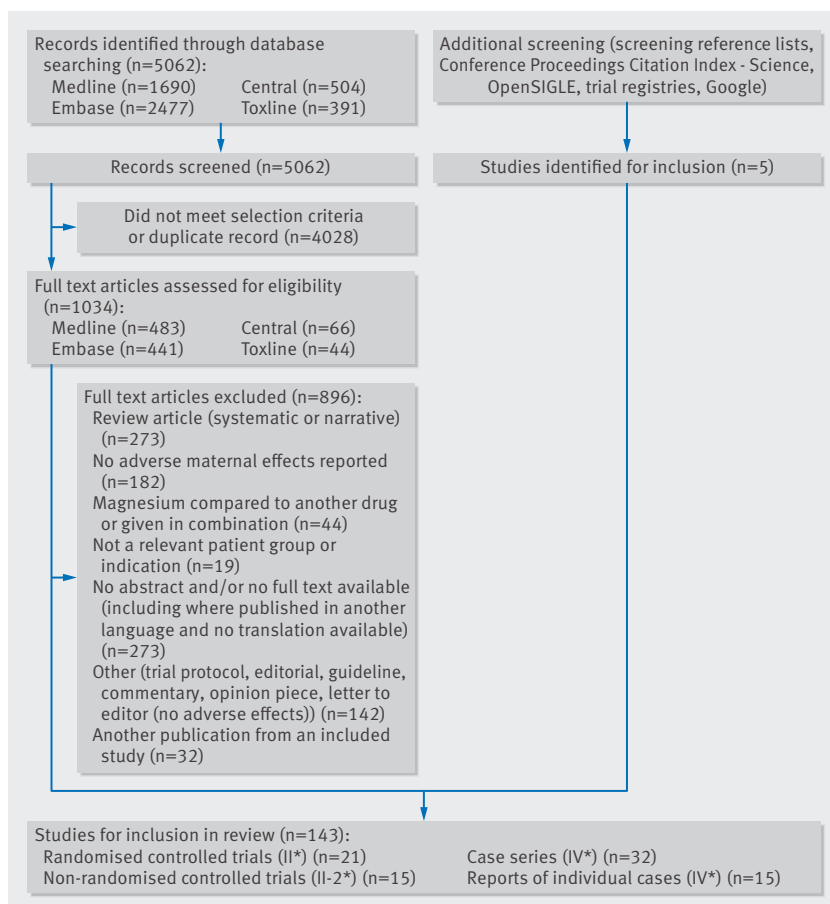 Records identified through database
searching (n=5062):
Medline (n=1690) Central (n=504)
Embase (n=2477) Toxline (n=391)
Additional screening (screening reference lists,
Conference Proceedings Citation Index - Science,
OpenSIGLE, trial registries, Google)
Records screened (n=5062)
Studies identified for inclusion (n=5)
Did not meet selection criteria
or duplicate record (n=4028)
Full text articles assessed for eligibility
(n=1034):
Medline (n=483) Central (n=66)
Embase (n=441) Toxline (n=44)
Full text articles excluded (n=896):
Review article (systematic or narrative)
(n=273)
No adverse maternal effects reported
(n=182)
Magnesium compared to another drug
or given in combination (n=44)
Not a relevant patient group or
indication (n=19)
No abstract and/or no full text available
(including where published in another
language and no translation available)
(n=273)
Other (trial protocol, editorial, guideline,
commentary, opinion piece, letter to
editor (no adverse effects)) (n=142)
Another publication from an included
study (n=32)
Studies for inclusion in review (n=143):
Randomised controlled trials (II*) (n=21) Case series (IV*) (n=32)
Non-randomised controlled trials (II-2*) (n=15) Reports of individual cases (IV*) (n=15)